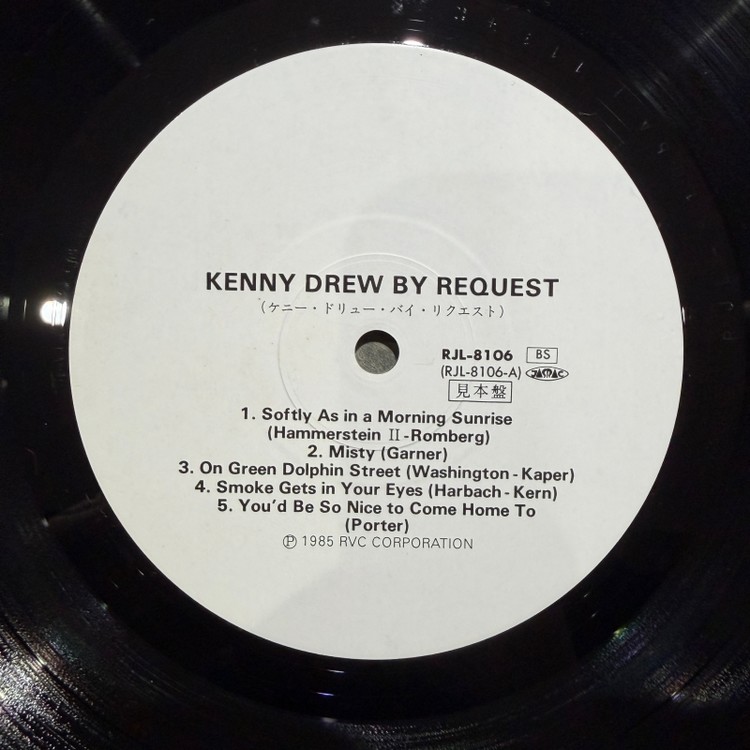 KENNY DREW BY REQUEST
(ケニー・ドリュー・バイ・リクエスト)
RJL-8106 BS
(RJL-8106-A) JASRAC
見本盤
1. Softly As in a Morning Sunrise
(Hammerstein II-Romberg)
2. Misty (Garner)
3. On Green Dolphin Street (Washington-Kaper)
4. Smoke Gets in Your Eyes (Harbach-Kern)
5. You'd Be So Nice to Come Home To
(Porter)
Ⓟ 1985 RVC CORPORATION